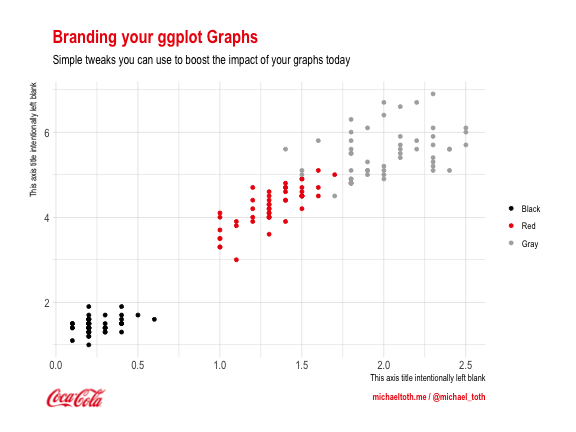 Branding your ggplot Graphs
Simple tweaks you can use to boost the impact of your graphs today
This axis title intentionally left blank
6
4
2
0.0 0.5 1.0 1.5 2.0 2.5
This axis title intentionally left blank
Black
Red
Gray
Coca-Cola
michaeltoth.me / @michael_toth